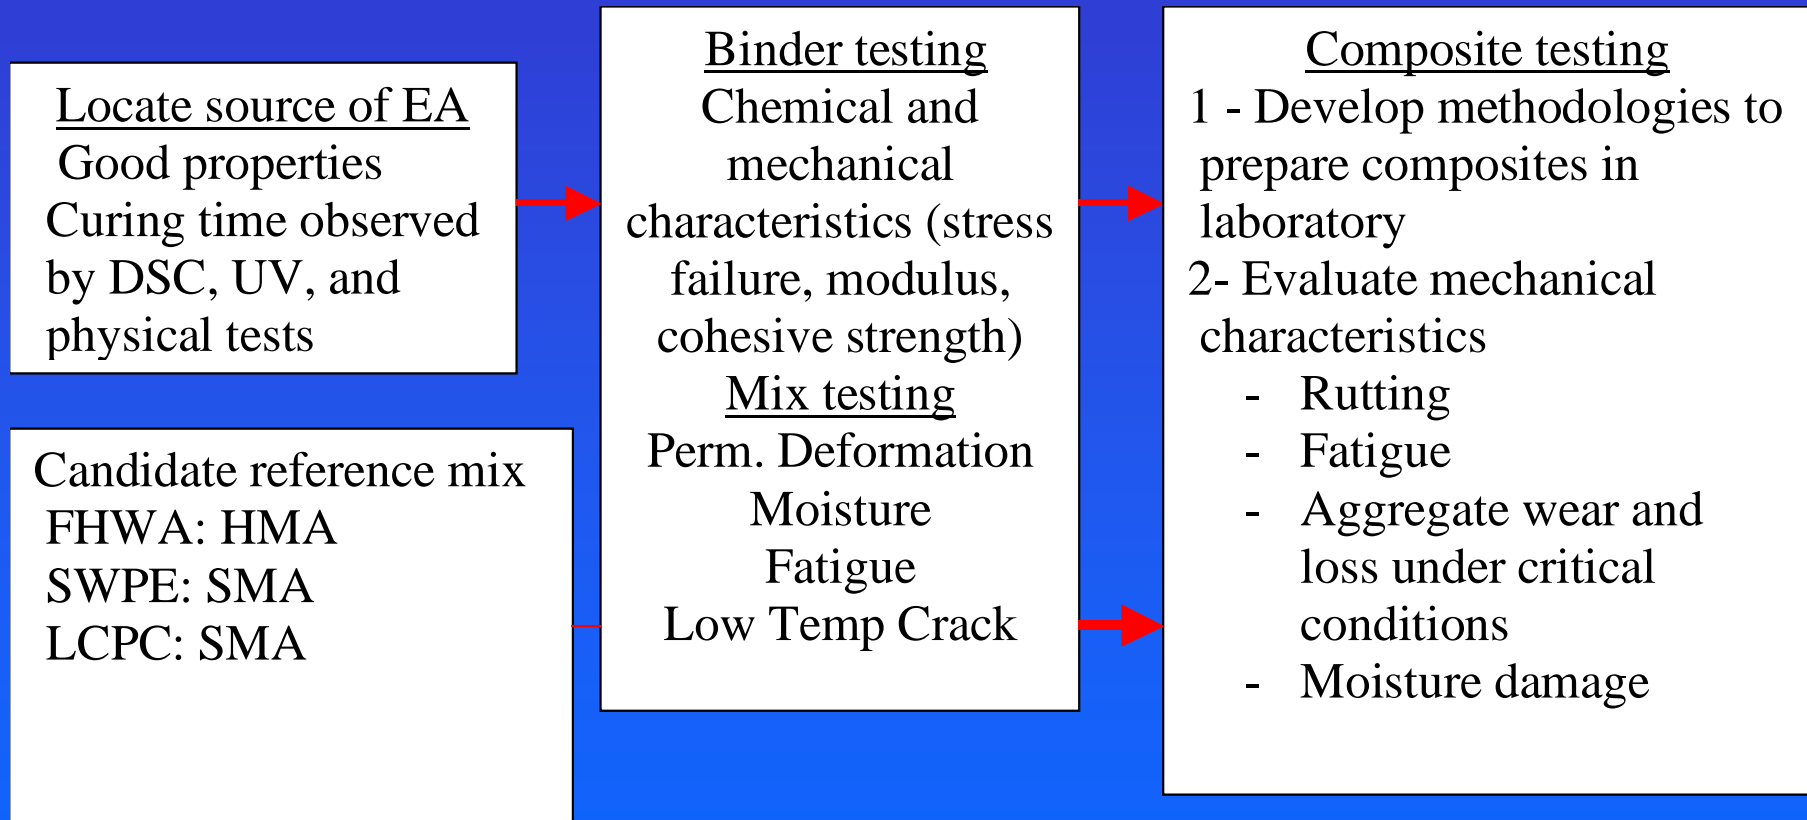 Locate source of EA
Good properties
Curing time observed
by DSC, UV, and
physical tests
Candidate reference mix
FHWA: HMA
SWPE: SMA
LCPC: SMA
Binder testing
Chemical and
mechanical
characteristics (stress
failure, modulus,
cohesive strength)
Mix testing
Perm. Deformation
Moisture
Fatigue
Low Temp Crack
Composite testing
1 - Develop methodologies to
prepare composites in
laboratory
2- Evaluate mechanical
characteristics
- Rutting
- Fatigue
- Aggregate wear and
loss under critical
conditions
- Moisture damage